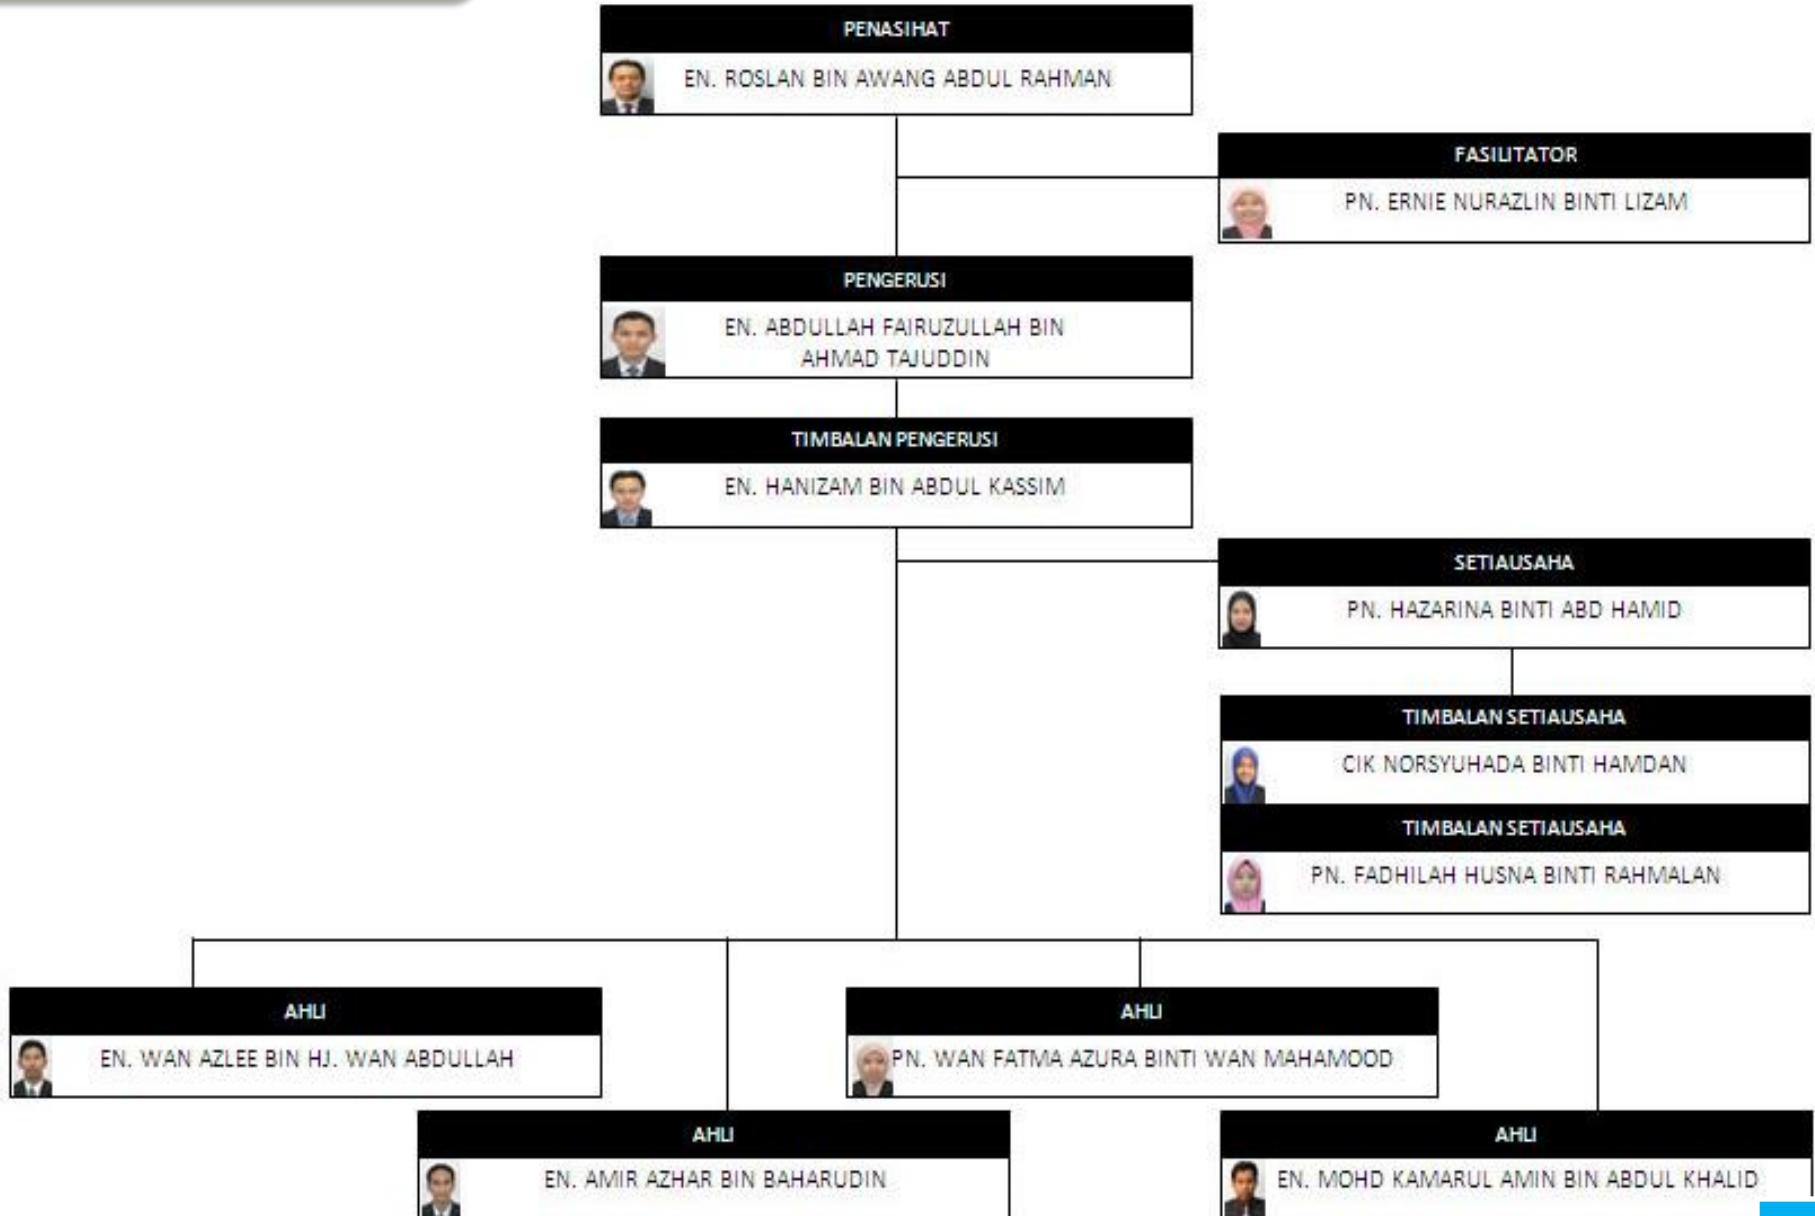 PENASIHAT
EN. ROSLAN BIN AWANG ABDUL RAHMAN
FASILITATOR
PN. ERNIE NURAZLIN BINTI LIZAM
PENGERUSI
EN. ABDULLAH FAIRUZULLAH BIN
AHMAD TAJUDDIN
TIMBALAN PENGERUSI
EN. HANIZAM BIN ABDUL KASSIM
SETIAUSAHA
PN. HAZARINA BINTI ABD HAMID
TIMBALAN SETIAUSAHA
CIK NORSYUHADA BINTI HAMDAN
TIMBALAN SETIAUSAHA
PN. FADHILAH HUSNA BINTI RAHMALAN
AHLI
EN. WAN AZLEE BIN HJ. WAN ABDULLAH
AHLI
PN. WAN FATMA AZURA BINTI WAN MAHAMOOD
AHLI
EN. AMIR AZHAR BIN BAHARUDIN
AHLI
EN. MOHD KAMARUL AMIN BIN ABDUL KHALID